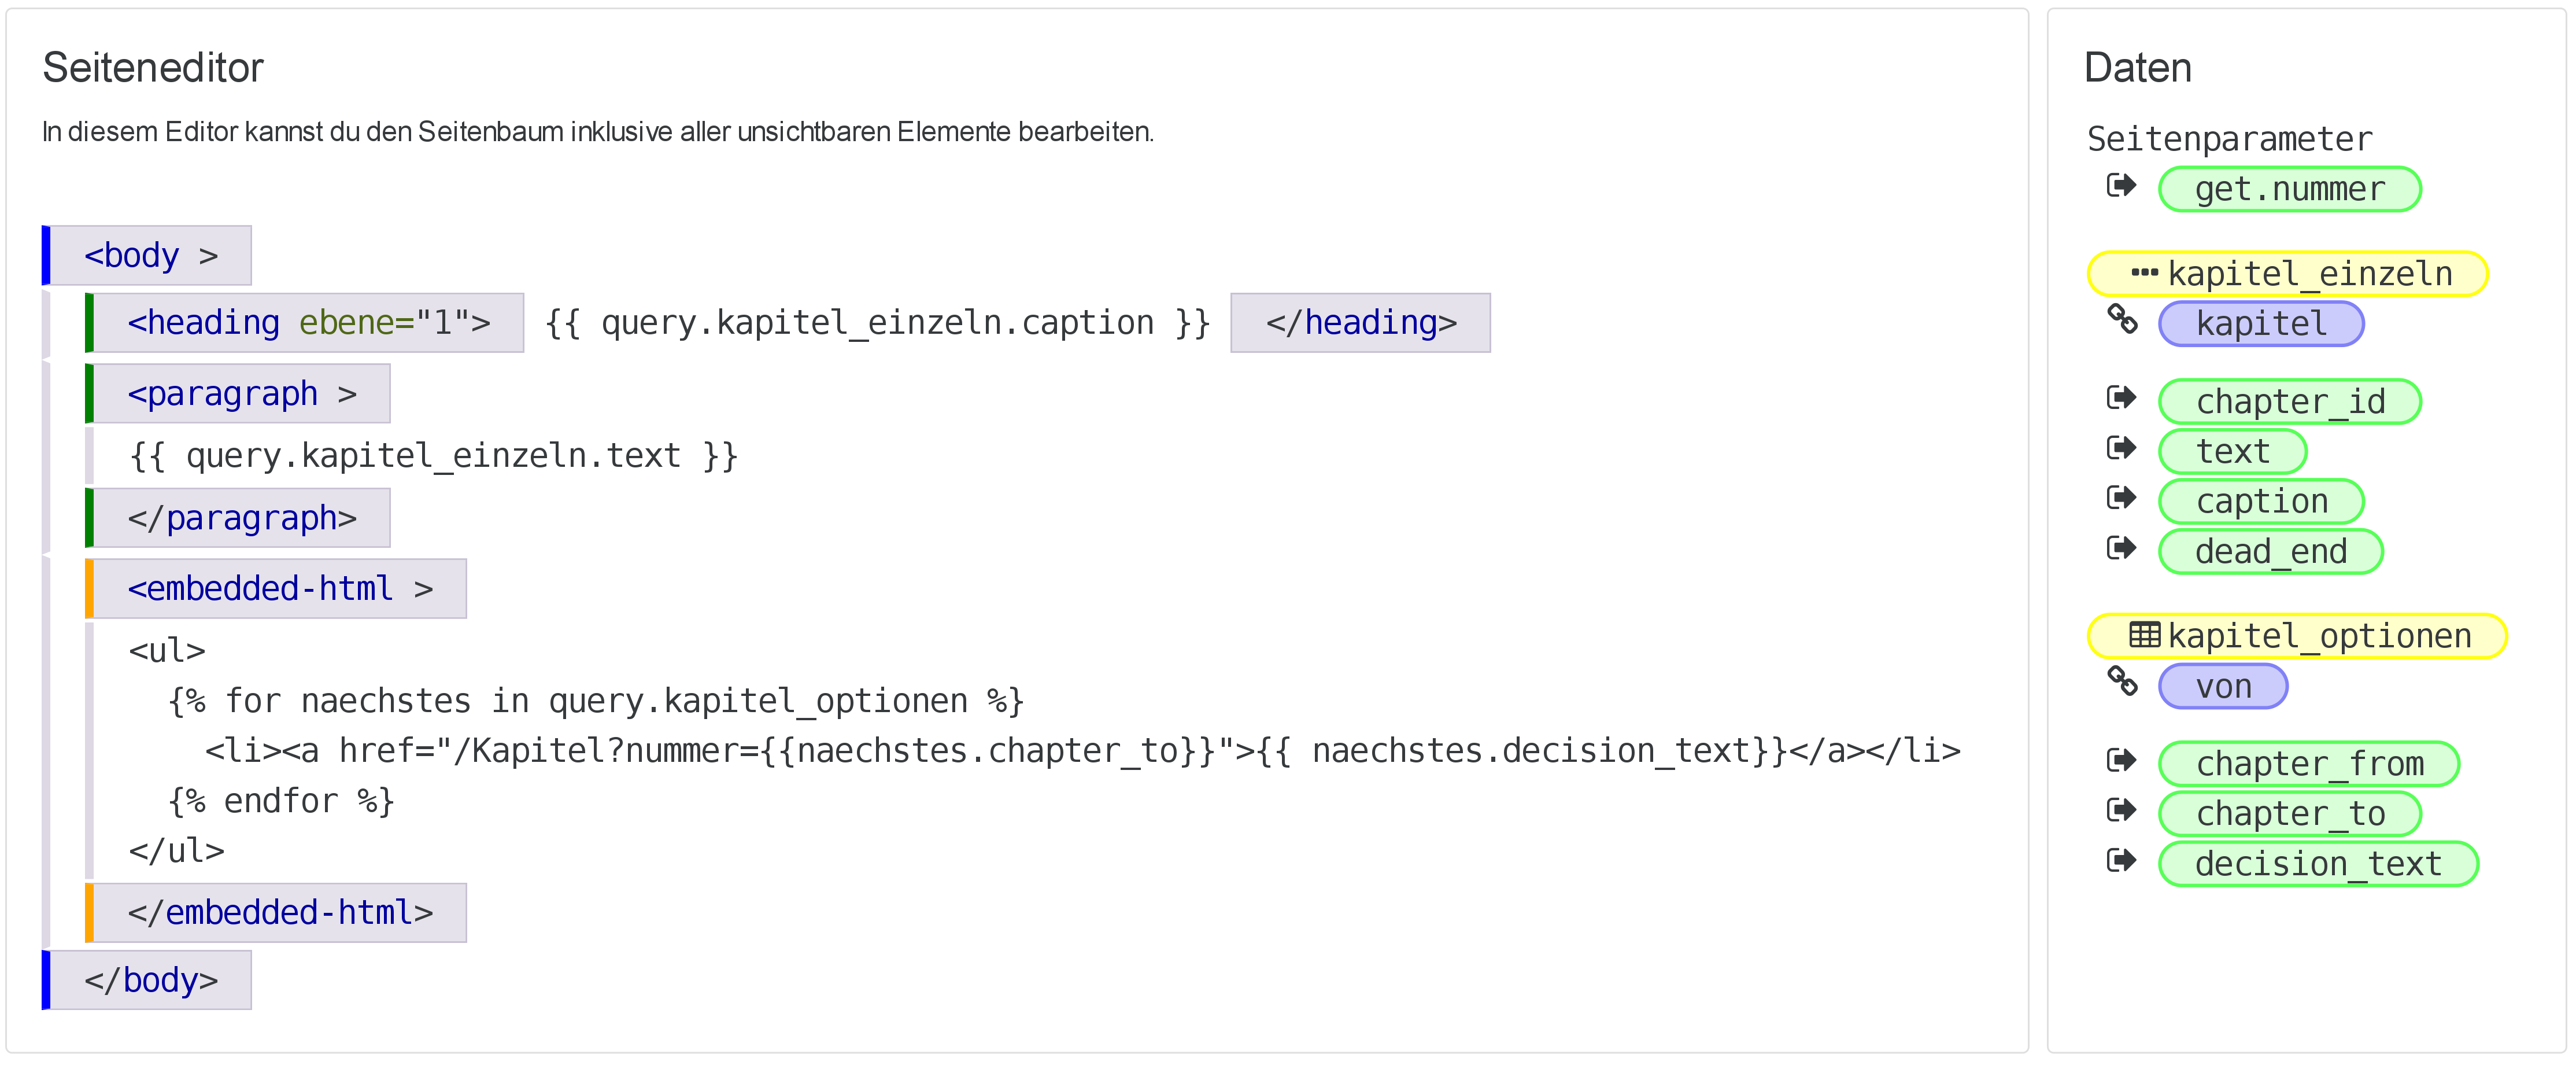 Seiteneditor
In diesem Editor kannst du den Seitenbaum inklusive aller unsichtbaren Elemente bearbeiten.
<body >
<heading ebene="1"> {{ query.kapitel_einzeln.caption }} </heading>
<paragraph >
{{ query.kapitel_einzeln.text }}
</paragraph>
<embedded-html >
<ul>
{% for naechstes in query.kapitel_optionen %}
<li><a href="/Kapitel?nummer={{naechstes.chapter_to}}">{{ naechstes.decision_text}}</a></li>
{% endfor %}
</ul>
</embedded-html>
</body>
Daten
Seitenparameter
get.nummer
kapitel_einzeln
kapitel
chapter_id
text
caption
dead_end
kapitel_optionen
von
chapter_from
chapter_to
decision_text